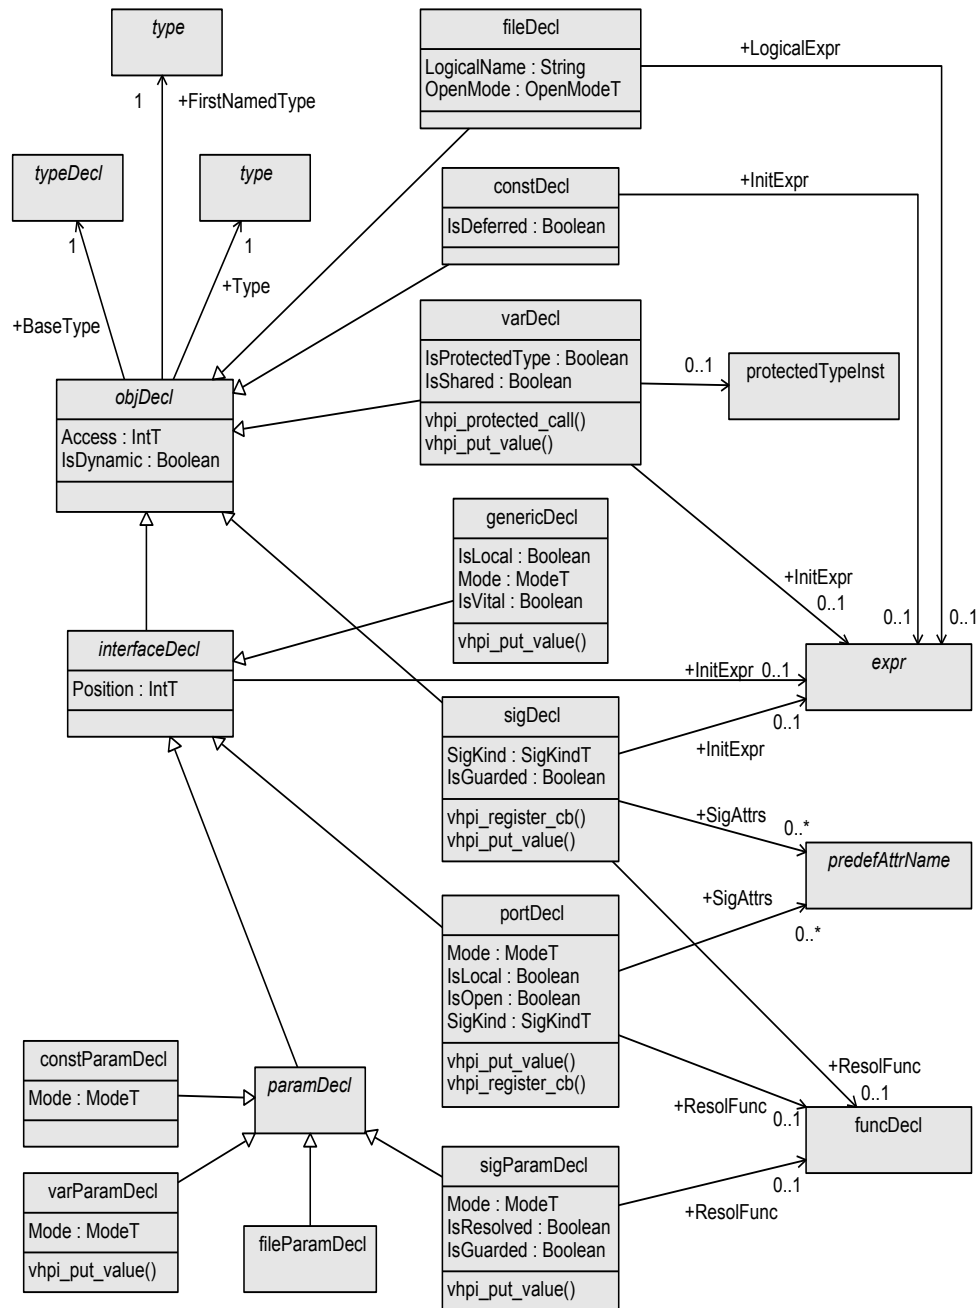 type
1
+FirstNamedType
typeDecl
type
1
1
+Type
+BaseType
objDecl
Access : IntT
IsDynamic : Boolean
fileDecl
LogicalName : String
OpenMode : OpenModeT
+LogicalExpr
constDecl
IsDeferred : Boolean
+InitExpr
varDecl
IsProtectedType : Boolean
IsShared : Boolean
vhpi_protected_call()
vhpi_put_value()
0..1
protectedTypeInst
genericDecl
IsLocal : Boolean
Mode : ModeT
IsVital : Boolean
vhpi_put_value()
+InitExpr
0..1
0..1
0..1
interfaceDecl
Position : IntT
+InitExpr 0..1
expr
sigDecl
SigKind : SigKindT
IsGuarded : Boolean
vhpi_register_cb()
vhpi_put_value()
0..1
+InitExpr
+SigAttrs
0..*
predefAttrName
+SigAttrs
0..*
portDecl
Mode : ModeT
IsLocal : Boolean
IsOpen : Boolean
SigKind : SigKindT
vhpi_put_value()
vhpi_register_cb()
+ResolFunc
0..1
+ResolFunc
0..1
funcDecl
0..1
+ResolFunc
constParamDecl
Mode : ModeT
paramDecl
varParamDecl
Mode : ModeT
vhpi_put_value()
fileParamDecl
sigParamDecl
Mode : ModeT
IsResolved : Boolean
IsGuarded : Boolean
vhpi_put_value()